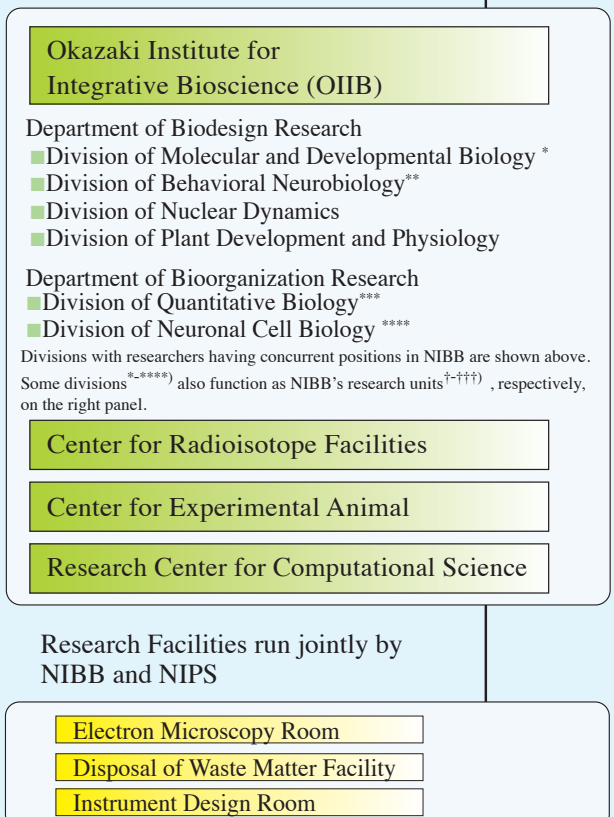 Okazaki Institute for
Integrative Bioscience (OIIB)
Department of Biodesign Research
■Division of Molecular and Developmental Biology *
■Division of Behavioral Neurobiology**
■Division of Nuclear Dynamics
■Division of Plant Development and Physiology
Department of Bioorganization Research
■Division of Quantitative Biology***
■Division of Neuronal Cell Biology ****
Divisions with researchers having concurrent positions in NIBB are shown above.
Some divisions*-****) also function as NIBB's research units†-†††) , respectively,
on the right panel.
Center for Radioisotope Facilities
Center for Experimental Animal
Research Center for Computational Science
Research Facilities run jointly by
NIBB and NIPS
Electron Microscopy Room
Disposal of Waste Matter Facility
Instrument Design Room